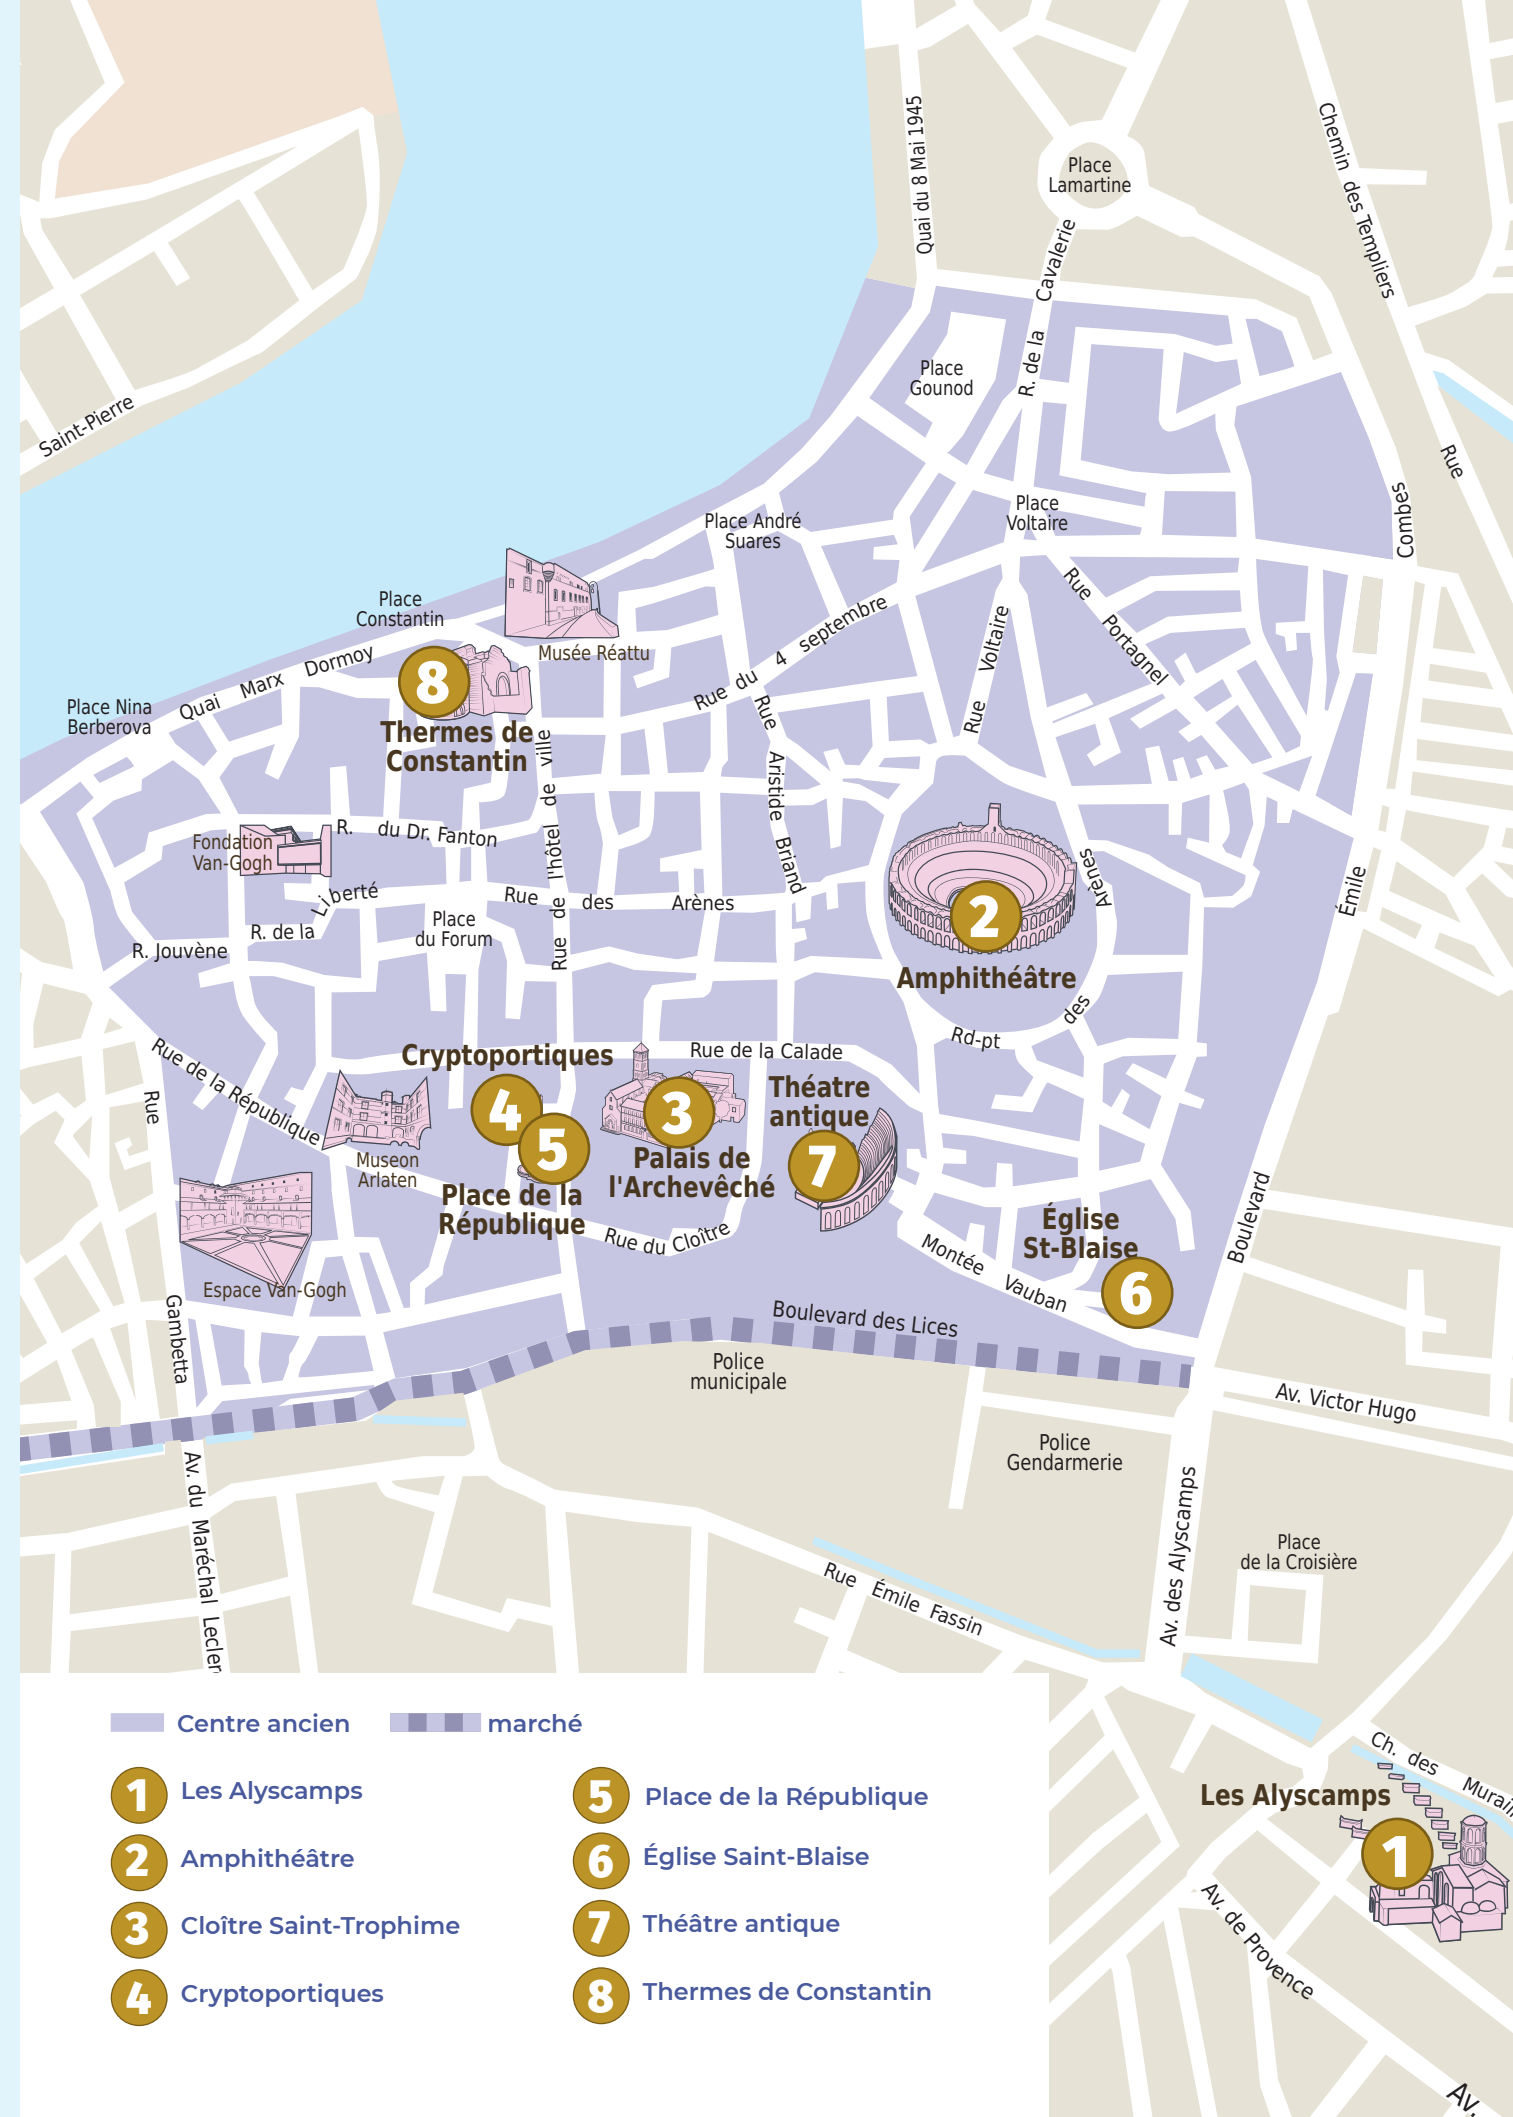 Quai du 8 Mai 1945
Place
Lamartine
Chemin des Templiers
R. de la Cavalerie
Place
Gounod
Saint-Pierre
Rue
Combes
Place
Voltaire
Place André
Suares
Place
Constantin
Rue Portagnel
Rue Voltaire
Musée Réattu
Quai Marx Dormoy
Place Nina
Berberova
8
Thermes de
Constantin
Rue du 4 septembre
Rue Aristide Briand
Rue de l'hôtel de ville
Fondation
Van-Gogh
R. du Dr. Fanton
R. de la Liberté
Rue des Arènes
Place
du Forum
R. Jouvène
2
Amphithéâtre
Rd-pt des Arènes
Boulevard Émile
Rue de la République
Cryptoportiques
Rue de la Calade
4
5
3
Théatre
antique
7
Rue Gambetta
Museon
Arlaten
Palais de
l'Archevêché
Place de la
République
Rue du Cloître
Église
St-Blaise
6
Montée Vauban
Espace Van-Gogh
Boulevard des Lices
Police
municipale
Av. Victor Hugo
Police
Gendarmerie
Av. du Maréchal Lecler
Av. des Alyscamps
Place
de la Croisière
Rue Émile Fassin
Ch. des Murail
Les Alyscamps
1
Av. de Provence
Av.
Centre ancien
marché
1 Les Alyscamps
2 Amphithéâtre
3 Cloître Saint-Trophime
4 Cryptoportiques
5 Place de la République
6 Église Saint-Blaise
7 Théâtre antique
8 Thermes de Constantin